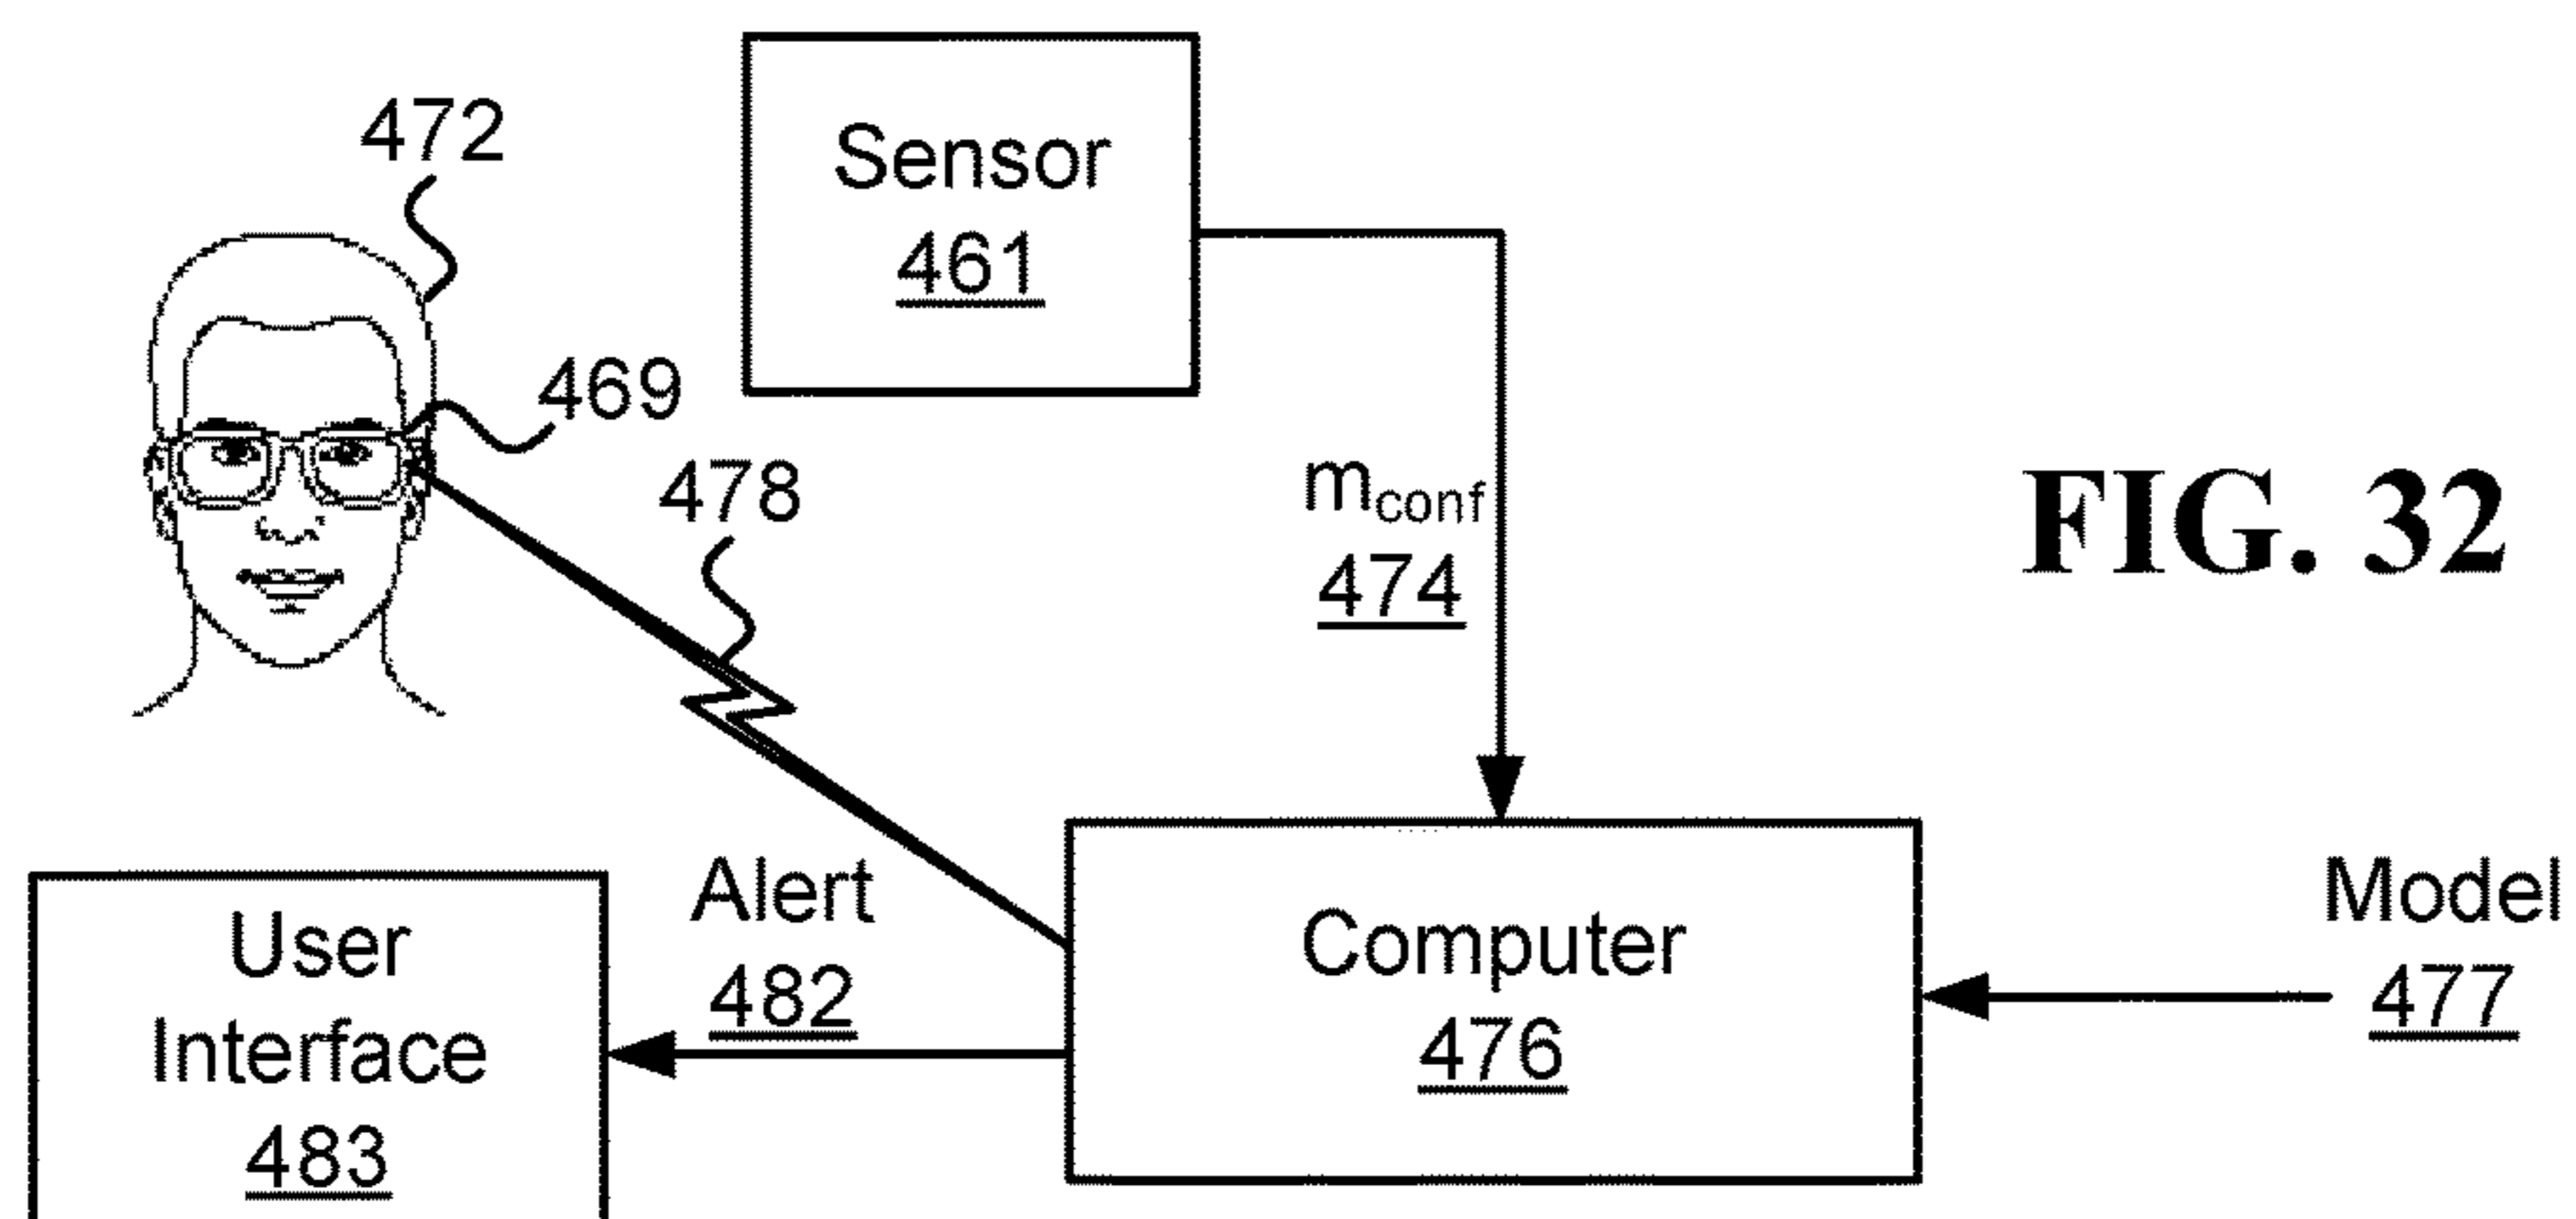 472
Sensor
461
469
478
m_conf
474
FIG. 32
User
Interface
483
Alert
482
Computer
476
Model
477